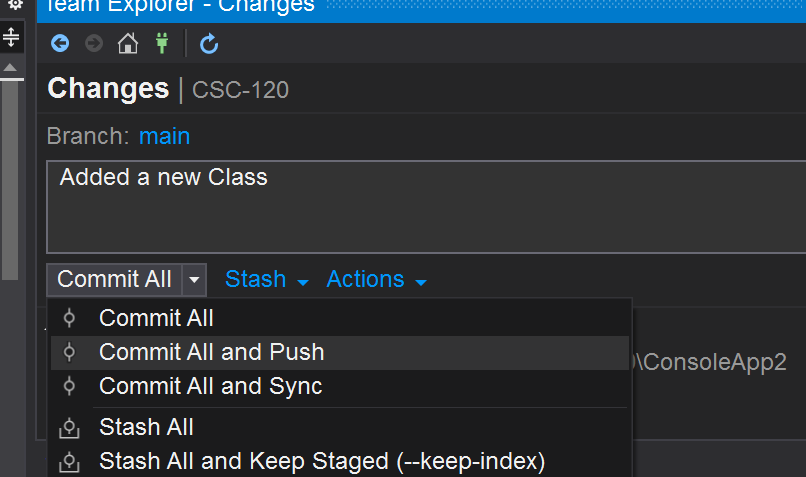 Team Explorer - Changes
Changes | CSC-120
Branch: main
Added a new Class
Commit All Stash Actions
Commit All
Commit All and Push
\ConsoleApp2
Commit All and Sync
Stash All
Stash All and Keep Staged (--keep-index)